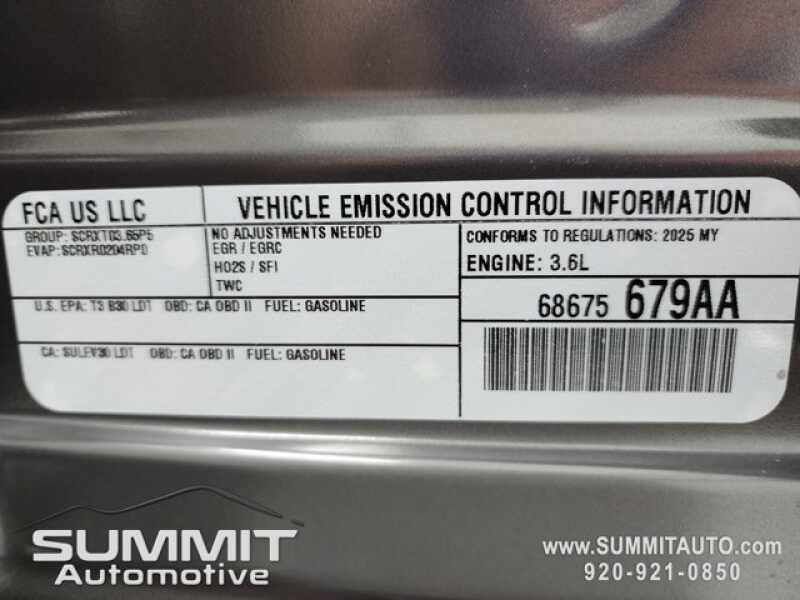 FCA US LLC
VEHICLE EMISSION CONTROL INFORMATION
GROUP: SCRXT03.65P5
EVAP: SCRXR0204RP0
NO ADJUSTMENTS NEEDED
EGR / EGRC
HO2S / SFI
TWC
CONFORMS TO REGULATIONS: 2025 MY
ENGINE: 3.6L
U.S. EPA: T3 B30 LDT OBD: CA OBD II FUEL: GASOLINE
CA: SULEV30 LDT OBD: CA OBD II FUEL: GASOLINE
68675 679AA
SUMMIT
Automotive
www.SUMMITAUTO.com
920-921-0850